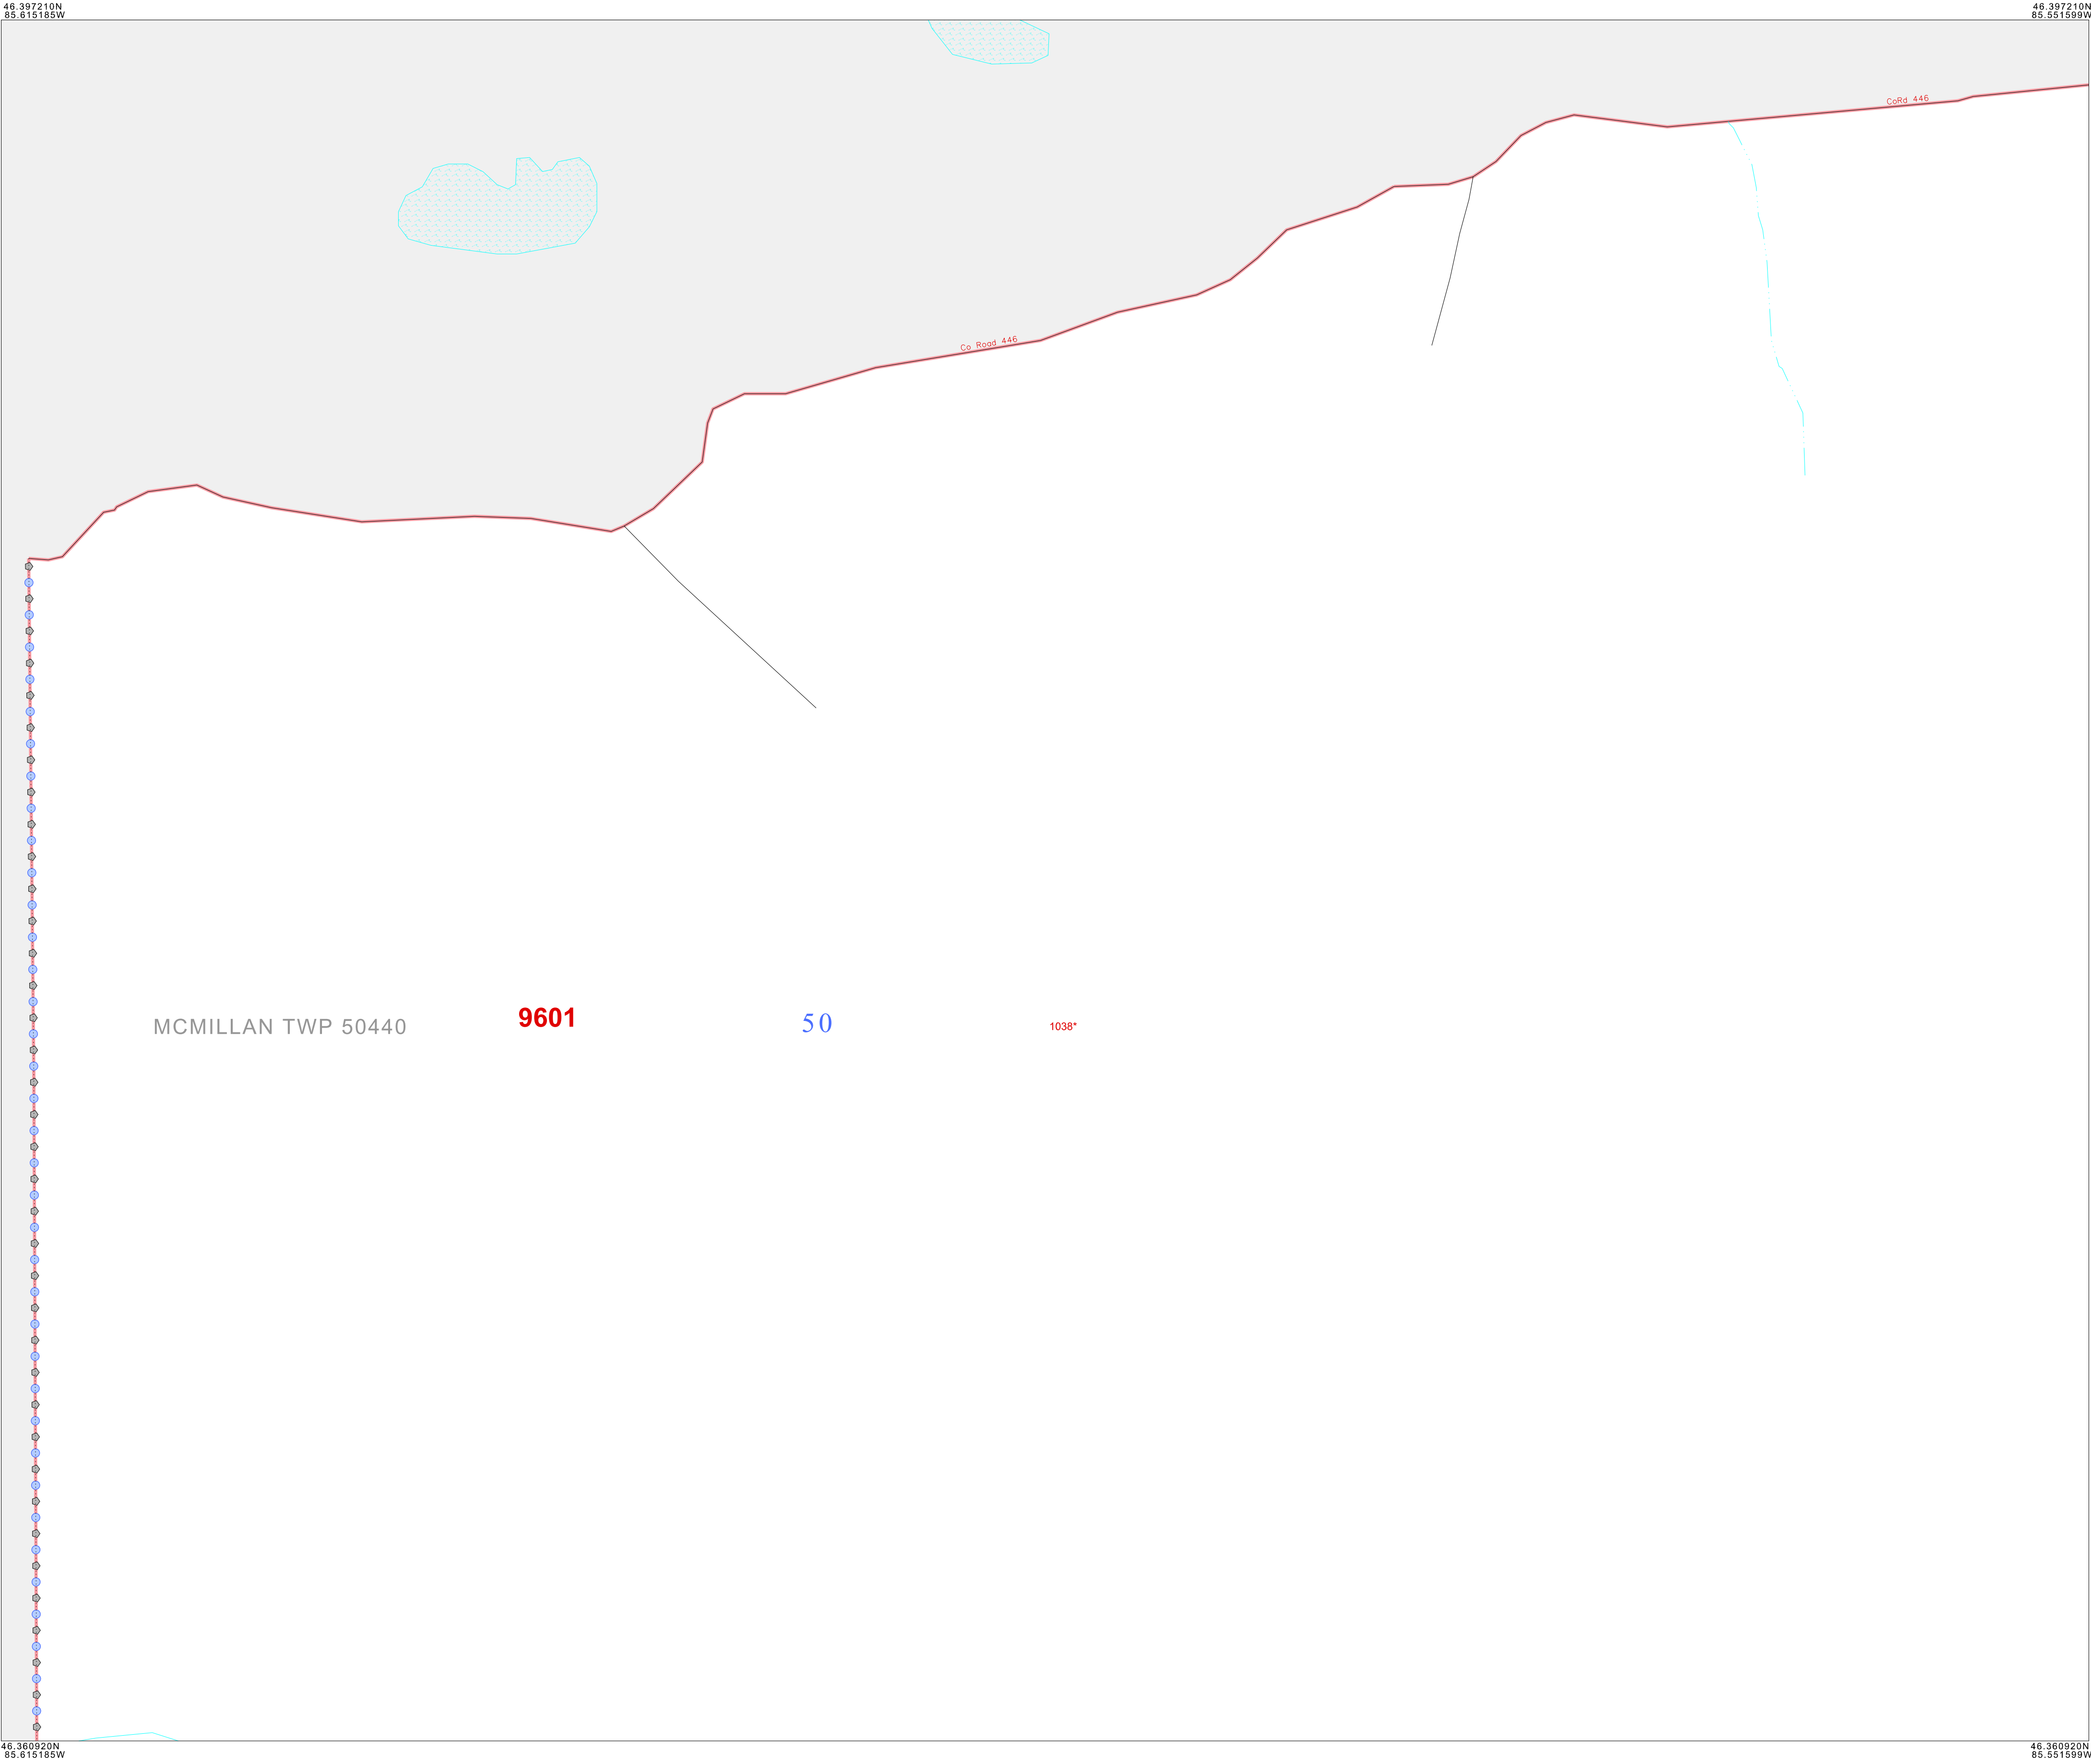 46.397210N
85.615185W
46.397210N
85.551599W
CoRd 446
Co Road 446
MCMILLAN TWP 50440
9601
50
1038*
46.360920N
85.615185W
46.360920N
85.551599W